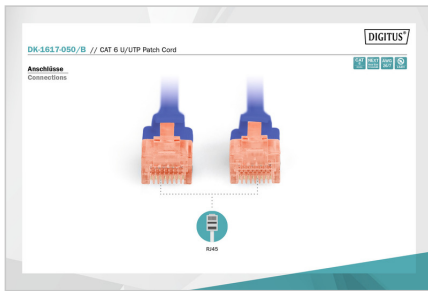 DIGITUS®
DK-1617-050/B // CAT 6 U/UTP Patch Cord
Anschlüsse
Connections
RJ45